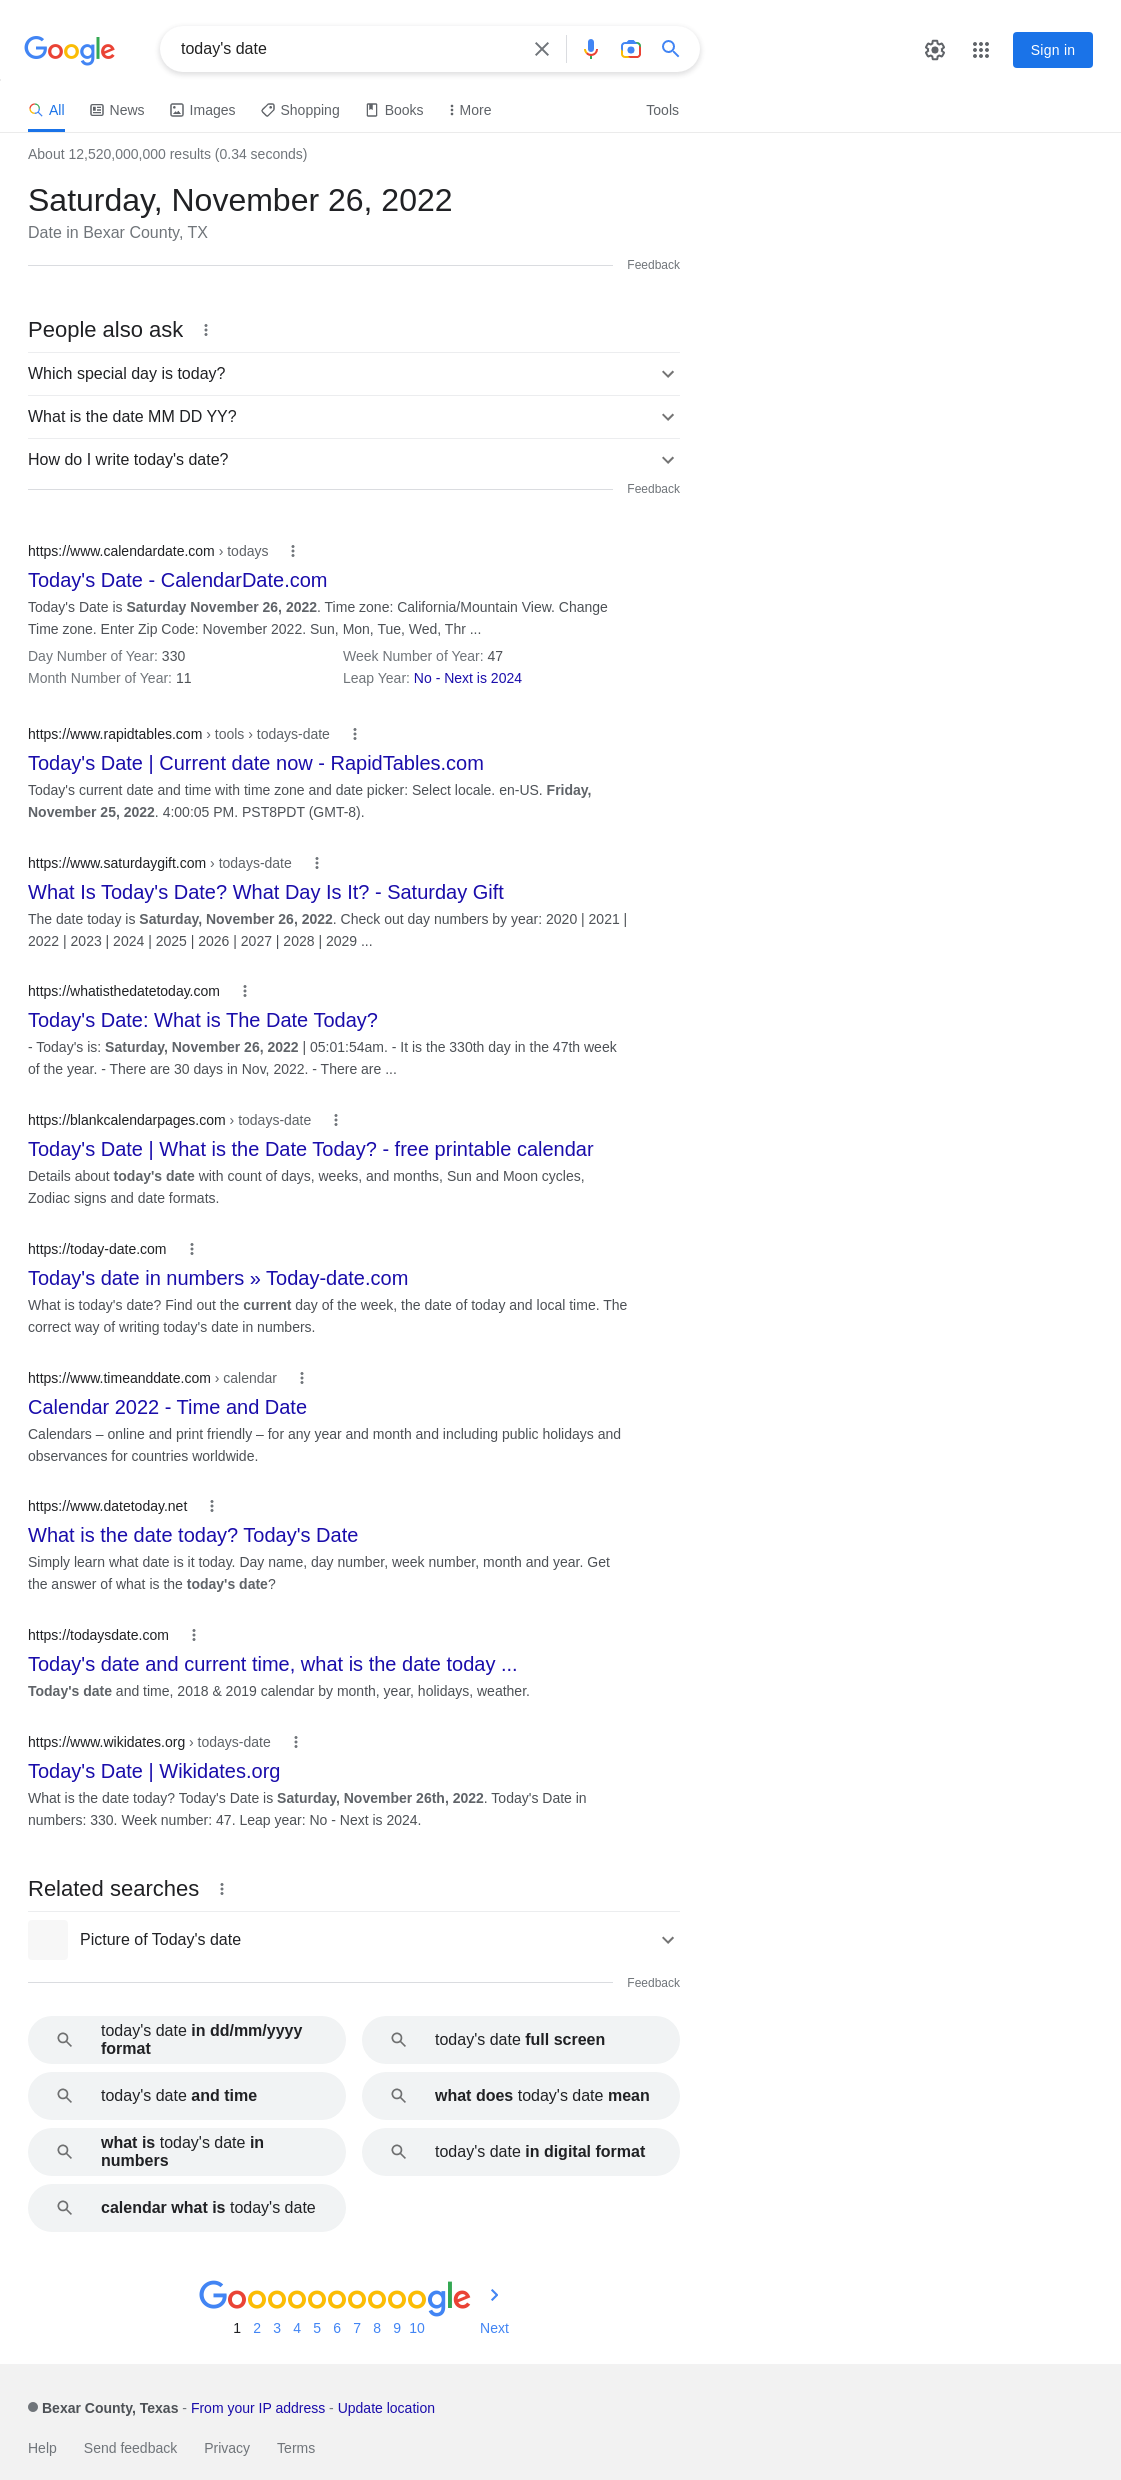 Google
today's date
Sign in
All News Images Shopping Books More Tools
About 12,520,000,000 results (0.34 seconds)
Saturday, November 26, 2022
Date in Bexar County, TX
Feedback
People also ask
Which special day is today?
What is the date MM DD YY?
How do I write today's date?
Feedback
https://www.calendardate.com › todays
Today's Date - CalendarDate.com
Today's Date is Saturday November 26, 2022. Time zone: California/Mountain View. Change
Time zone. Enter Zip Code: November 2022. Sun, Mon, Tue, Wed, Thr ...
Day Number of Year: 330 Week Number of Year: 47
Month Number of Year: 11 Leap Year: No - Next is 2024
https://www.rapidtables.com › tools › todays-date
Today's Date | Current date now - RapidTables.com
Today's current date and time with time zone and date picker: Select locale. en-US. Friday,
November 25, 2022. 4:00:05 PM. PST8PDT (GMT-8).
https://www.saturdaygift.com › todays-date
What Is Today's Date? What Day Is It? - Saturday Gift
The date today is Saturday, November 26, 2022. Check out day numbers by year: 2020 | 2021 |
2022 | 2023 | 2024 | 2025 | 2026 | 2027 | 2028 | 2029 ...
https://whatisthedatetoday.com
Today's Date: What is The Date Today?
- Today's is: Saturday, November 26, 2022 | 05:01:54am. - It is the 330th day in the 47th week
of the year. - There are 30 days in Nov, 2022. - There are ...
https://blankcalendarpages.com › todays-date
Today's Date | What is the Date Today? - free printable calendar
Details about today's date with count of days, weeks, and months, Sun and Moon cycles,
Zodiac signs and date formats.
https://today-date.com
Today's date in numbers » Today-date.com
What is today's date? Find out the current day of the week, the date of today and local time. The
correct way of writing today's date in numbers.
https://www.timeanddate.com › calendar
Calendar 2022 - Time and Date
Calendars – online and print friendly – for any year and month and including public holidays and
observances for countries worldwide.
https://www.datetoday.net
What is the date today? Today's Date
Simply learn what date is it today. Day name, day number, week number, month and year. Get
the answer of what is the today's date?
https://todaysdate.com
Today's date and current time, what is the date today ...
Today's date and time, 2018 & 2019 calendar by month, year, holidays, weather.
https://www.wikidates.org › todays-date
Today's Date | Wikidates.org
What is the date today? Today's Date is Saturday, November 26th, 2022. Today's Date in
numbers: 330. Week number: 47. Leap year: No - Next is 2024.
Related searches
Picture of Today's date
Feedback
today's date in dd/mm/yyyy
format
today's date full screen
today's date and time
what does today's date mean
what is today's date in
numbers
today's date in digital format
calendar what is today's date
Goooooooooogle
1 2 3 4 5 6 7 8 9 10 Next
Bexar County, Texas - From your IP address - Update location
Help Send feedback Privacy Terms